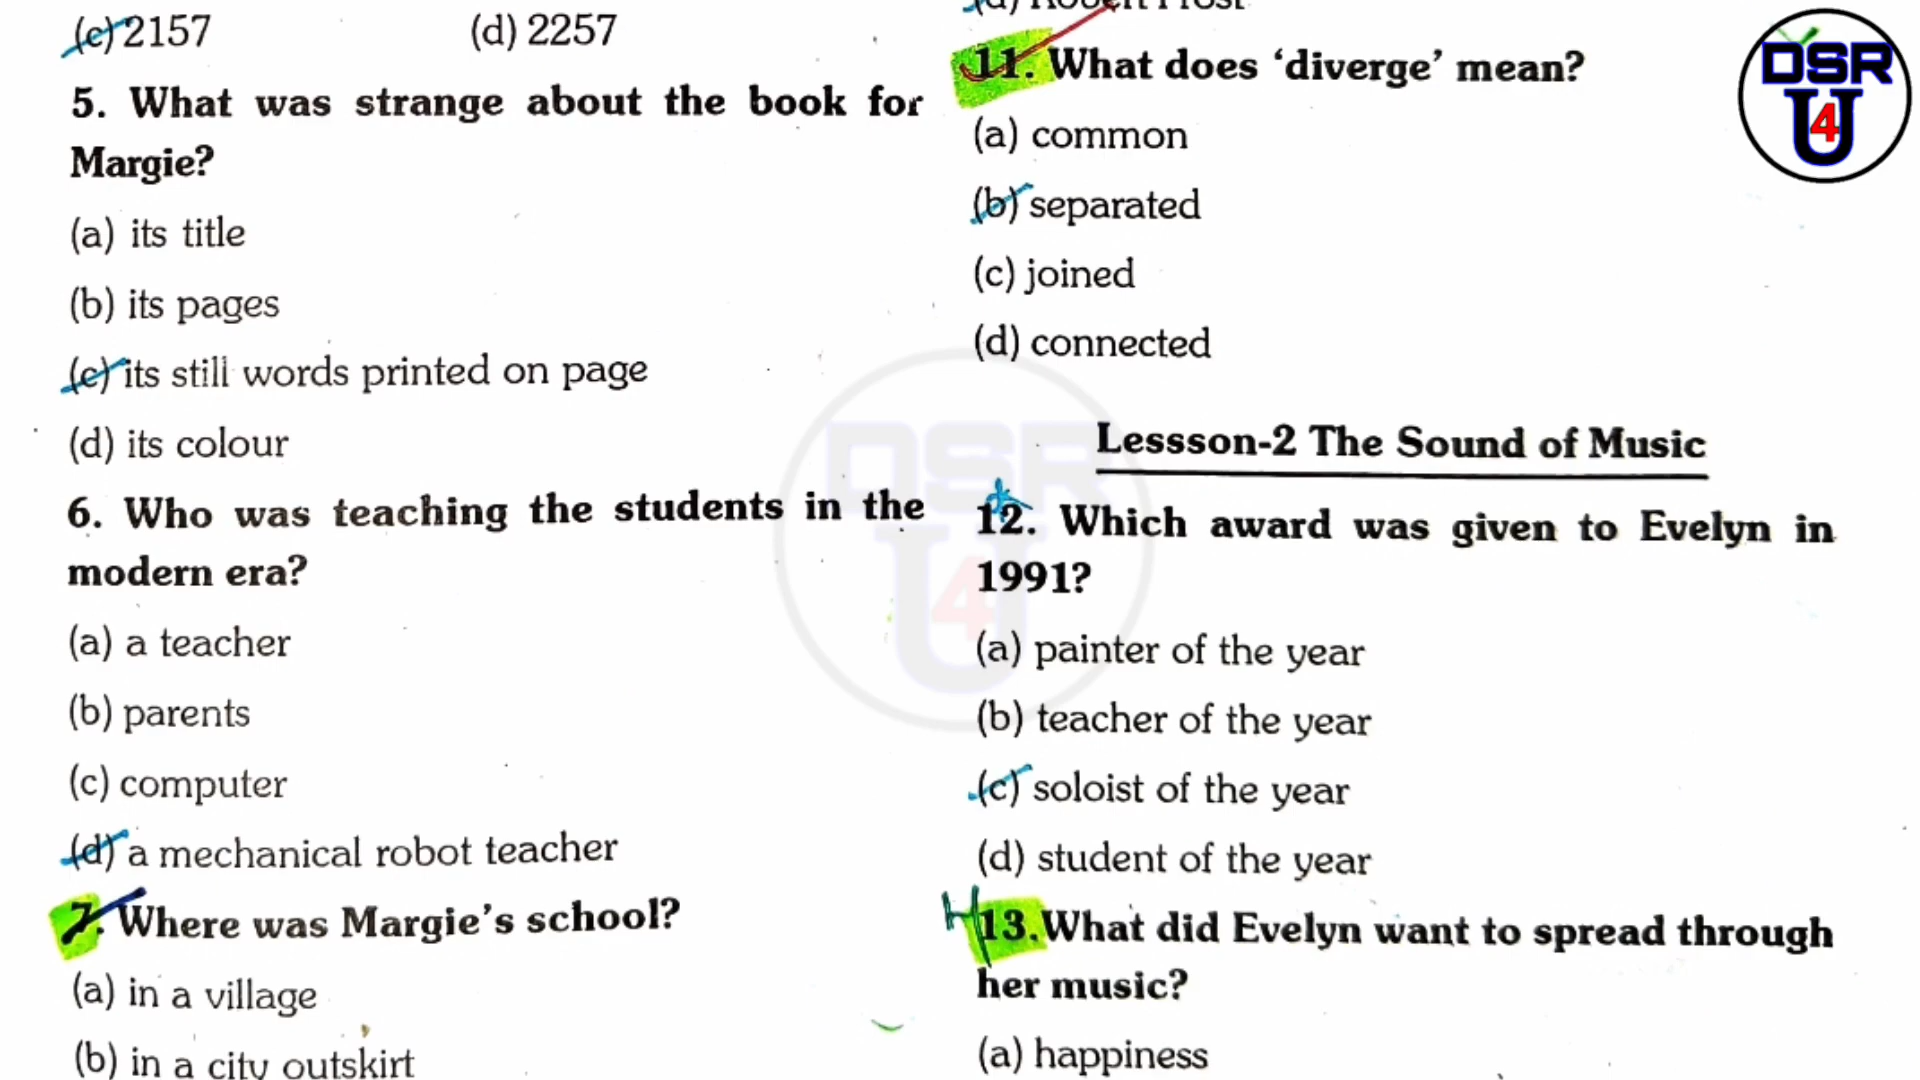 (c) 2157 (d) 2257
5. What was strange about the book for
Margie?
(a) its title
(b) its pages
(c) its still words printed on page
(d) its colour
6. Who was teaching the students in the
modern era?
(a) a teacher
(b) parents
(c) computer
(d) a mechanical robot teacher
7. Where was Margie's school?
(a) in a village
(b) in a city outskirt
(d) Robert Frost
11. What does ‘diverge’ mean?
(a) common
(b) separated
(c) joined
(d) connected
Lessson-2 The Sound of Music
12. Which award was given to Evelyn in
1991?
(a) painter of the year
(b) teacher of the year
(c) soloist of the year
(d) student of the year
H
13. What did Evelyn want to spread through
her music?
(a) happiness
DSR
U
4
DSR
U
4